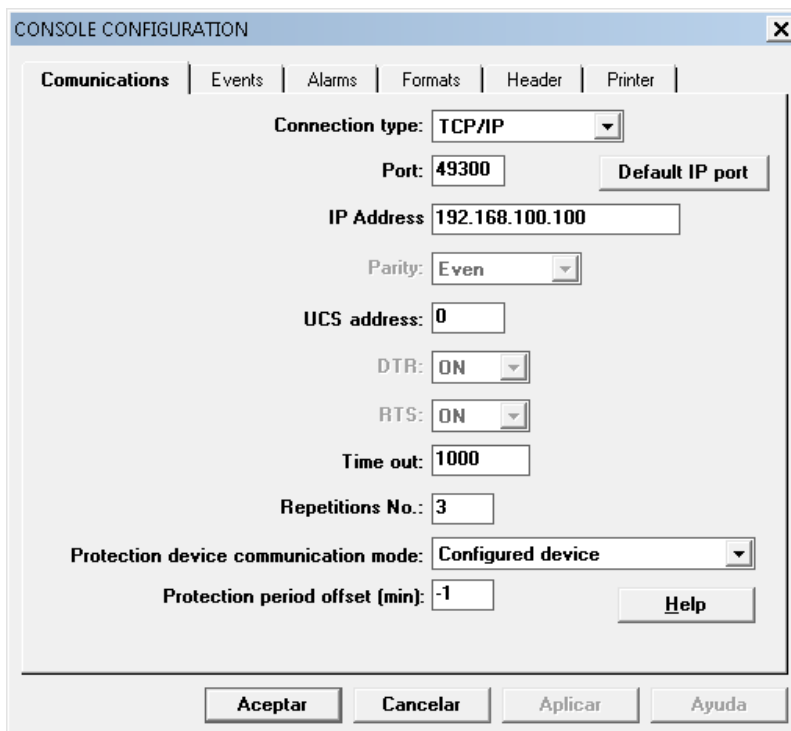 CONSOLE CONFIGURATION
Comunications Events Alarms Formats Header Printer
Connection type: TCP/IP
Port: 49300 Default IP port
IP Address 192.168.100.100
Parity: Even
UCS address: 0
DTR: ON
RTS: ON
Time out: 1000
Repetitions No.: 3
Protection device communication mode: Configured device
Protection period offset (min): -1
Help
Aceptar Cancelar Aplicar Ayuda